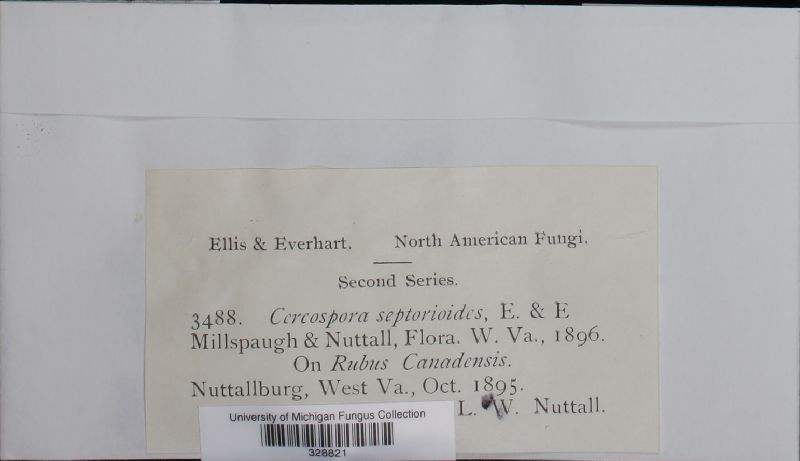 Ellis & Everhart. North American Fungi.
Second Series.
3488. Cercospora septorioides, E. & E
Millspaugh & Nuttall, Flora. W. Va., 1896.
On Rubus Canadensis.
Nuttallburg, West Va., Oct. 1895.
L. W. Nuttall.
University of Michigan Fungus Collection
328821